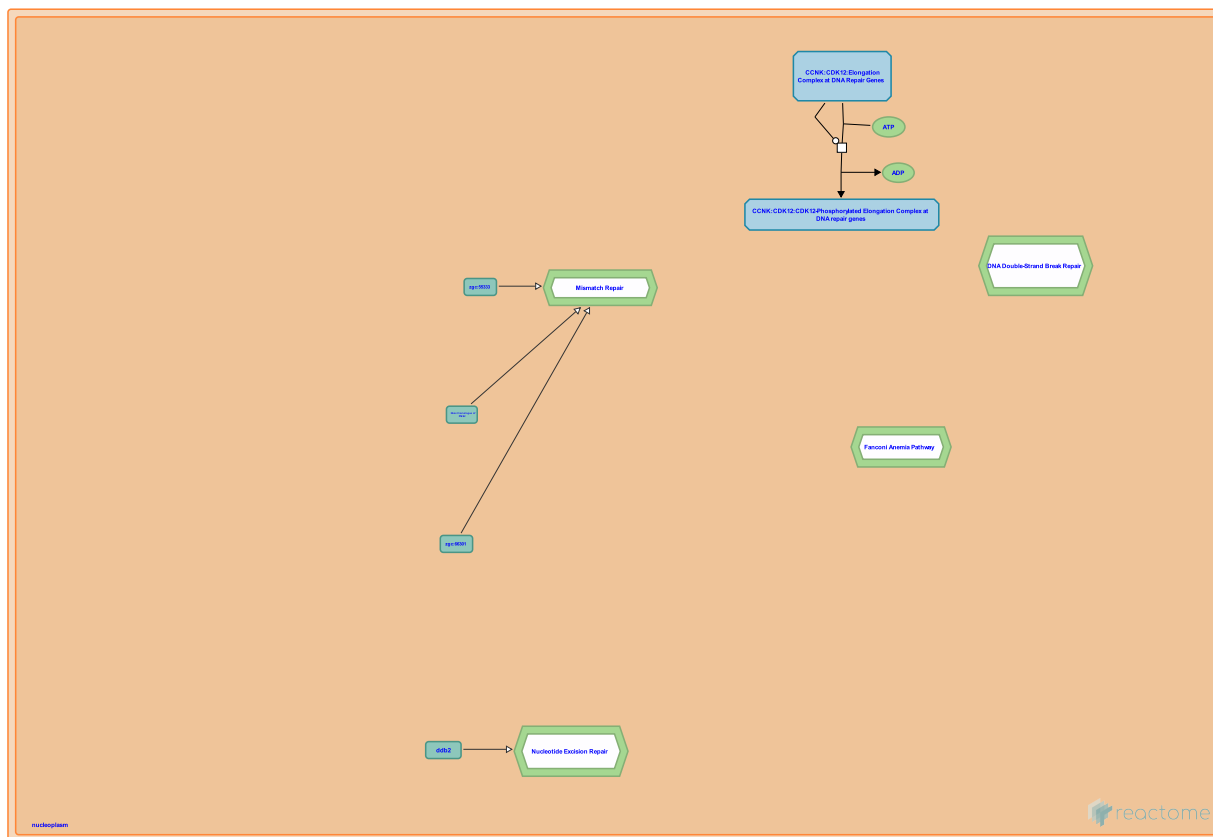 CCNK:CDK12:Elongation
Complex at DNA Repair Genes
ATP
ADP
CCNK:CDK12:CDK12-Phosphorylated Elongation Complex at
DNA repair genes
DNA Double-Strand Break Repair
Mismatch Repair
Fanconi Anemia Pathway
ddb2
Nucleotide Excision Repair
nucleoplasm
reactome